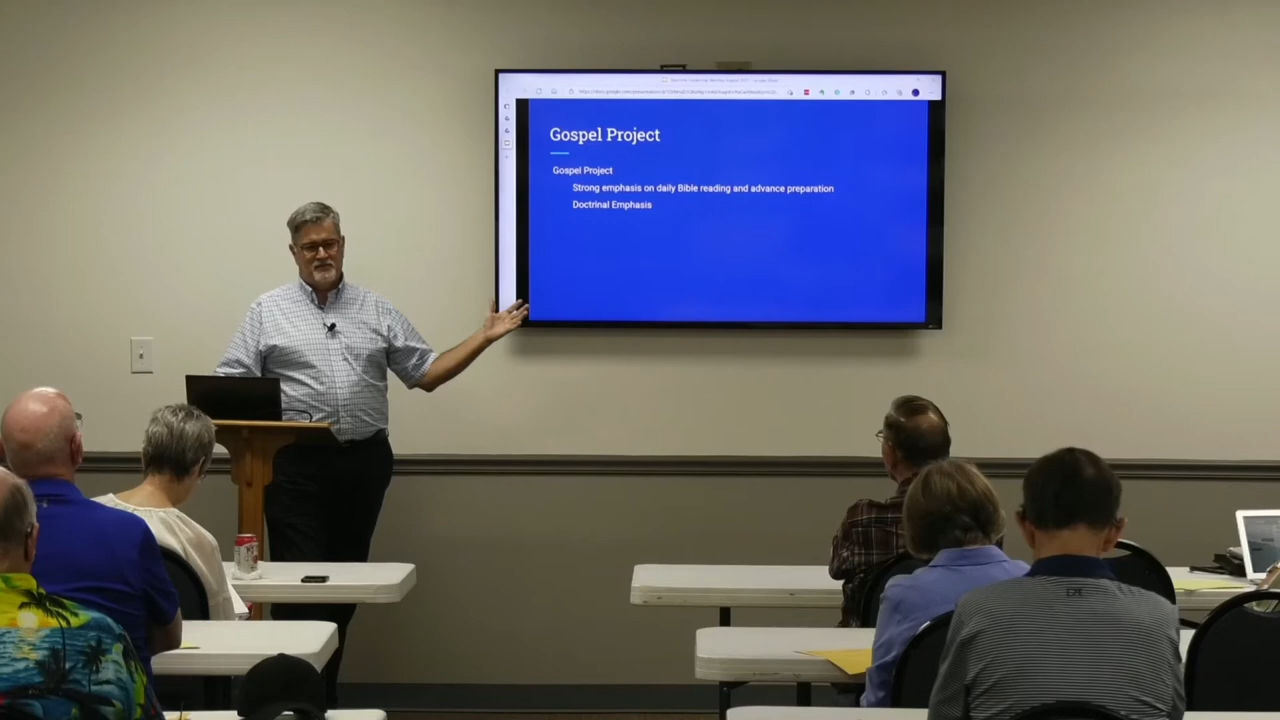 Gospel Project
Gospel Project
Strong emphasis on daily Bible reading and advance preparation
Doctrinal Emphasis